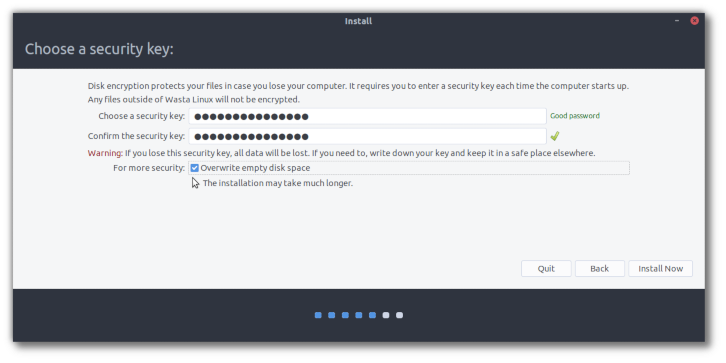 Install
Choose a security key:
Disk encryption protects your files in case you lose your computer. It requires you to enter a security key each time the computer starts up.
Any files outside of Wasta Linux will not be encrypted.
Choose a security key: ●●●●●●●●●●●●●●● Good password
Confirm the security key: ●●●●●●●●●●●●●●●
Warning: If you lose this security key, all data will be lost. If you need to, write down your key and keep it in a safe place elsewhere.
For more security: Overwrite empty disk space
The installation may take much longer.
Quit Back Install Now